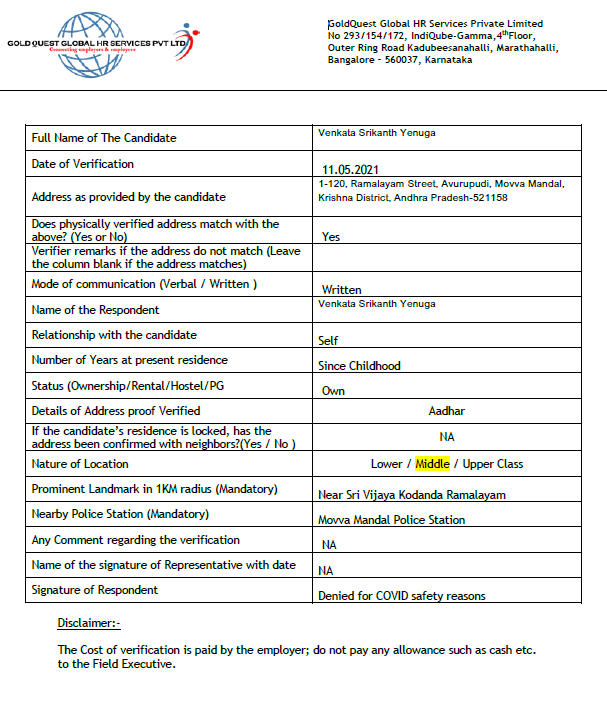 GOLD QUEST GLOBAL HR SERVICES PVT LTD
Connecting employers & employees
GoldQuest Global HR Services Private Limited
No 293/154/172, IndiQube-Gamma,4thFloor,
Outer Ring Road Kadubeesanahalli, Marathahalli,
Bangalore - 560037, Karnataka
Full Name of The Candidate
Venkata Srikanth Yenuga
Date of Verification
11.05.2021
Address as provided by the candidate
1-120, Ramalayam Street, Avurupudi, Movva Mandal,
Krishna District, Andhra Pradesh-521158
Does physically verified address match with the
above? (Yes or No)
Yes
Verifier remarks if the address do not match (Leave
the column blank if the address matches)
Mode of communication (Verbal / Written )
Written
Name of the Respondent
Venkata Srikanth Yenuga
Relationship with the candidate
Self
Number of Years at present residence
Since Childhood
Status (Ownership/Rental/Hostel/PG
Own
Details of Address proof Verified
Aadhar
If the candidate's residence is locked, has the
address been confirmed with neighbors?(Yes / No )
NA
Nature of Location
Lower / Middle / Upper Class
Prominent Landmark in 1KM radius (Mandatory)
Near Sri Vijaya Kodanda Ramalayam
Nearby Police Station (Mandatory)
Movva Mandal Police Station
Any Comment regarding the verification
NA
Name of the signature of Representative with date
NA
Signature of Respondent
Denied for COVID safety reasons
Disclaimer:-
The Cost of verification is paid by the employer; do not pay any allowance such as cash etc.
to the Field Executive.